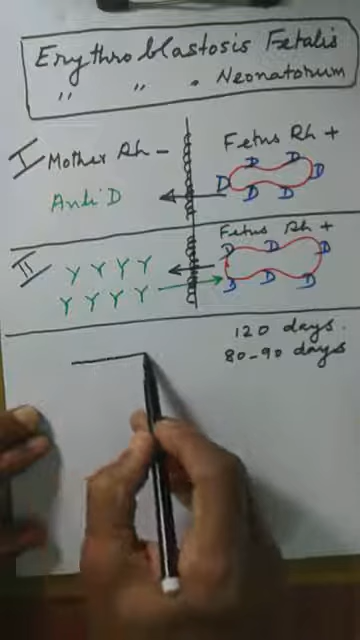 Erythroblastosis Fetalis
" " . Neonatorum
I Mother Rh - Fetus Rh +
D D D D D D
Anti D
II Fetus Rh +
Y Y Y Y D D D
Y Y Y Y D D D
120 days.
80-90 days